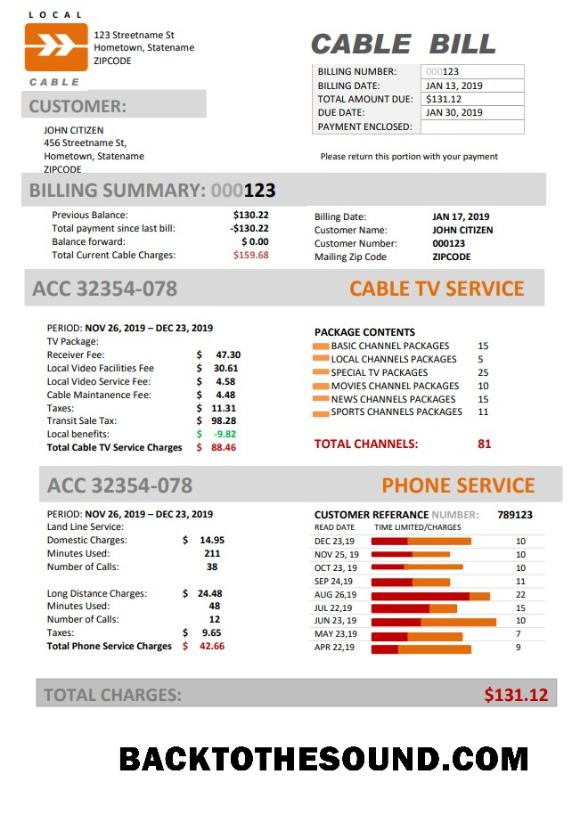 LOCAL
CABLE
123 Streetname St
Hometown, Statename
ZIPCODE
CABLE BILL
BILLING NUMBER: 000123
BILLING DATE: JAN 13, 2019
TOTAL AMOUNT DUE: $131.12
DUE DATE: JAN 30, 2019
PAYMENT ENCLOSED:
CUSTOMER:
JOHN CITIZEN
456 Streetname St,
Hometown, Statename
ZIPCODE
Please return this portion with your payment
BILLING SUMMARY: 000123
Previous Balance: $130.22
Total payment since last bill: -$130.22
Balance forward: $ 0.00
Total Current Cable Charges: $159.68
Billing Date: JAN 17, 2019
Customer Name: JOHN CITIZEN
Customer Number: 000123
Mailing Zip Code ZIPCODE
ACC 32354-078 CABLE TV SERVICE
PERIOD: NOV 26, 2019 – DEC 23, 2019
TV Package:
Receiver Fee: $ 47.30
Local Video Facilities Fee $ 30.61
Local Video Service Fee: $ 4.58
Cable Maintanence Fee: $ 4.48
Taxes: $ 11.31
Transit Sale Tax: $ 98.28
Local benefits: $ -9.82
Total Cable TV Service Charges $ 88.46
PACKAGE CONTENTS
BASIC CHANNEL PACKAGES 15
LOCAL CHANNELS PACKAGES 5
SPECIAL TV PACKAGES 25
MOVIES CHANNEL PACKAGES 10
NEWS CHANNEL PACKAGES 15
SPORTS CHANNEL PACKAGES 11
TOTAL CHANNELS: 81
ACC 32354-078 PHONE SERVICE
PERIOD: NOV 26, 2019 – DEC 23, 2019
Land Line Service:
Domestic Charges: $ 14.95
Minutes Used: 211
Number of Calls: 38
Long Distance Charges: $ 24.48
Minutes Used: 48
Number of Calls: 12
Taxes: $ 9.65
Total Phone Service Charges $ 42.66
CUSTOMER REFERANCE NUMBER: 789123
READ DATE TIME LIMITED/CHARGES
DEC 23,19 10
NOV 25, 19 10
OCT 23, 19 10
SEP 24,19 11
AUG 26,19 22
JUL 22,19 15
JUN 23, 19 10
MAY 23,19 7
APR 22,19 9
TOTAL CHARGES: $131.12
BACKTOTHESOUND.COM